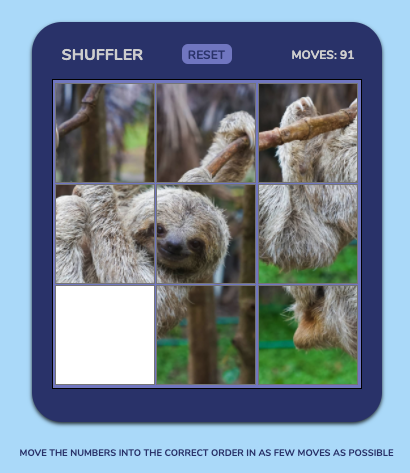 SHUFFLER
RESET
MOVES: 91
MOVE THE NUMBERS INTO THE CORRECT ORDER IN AS FEW MOVES AS POSSIBLE